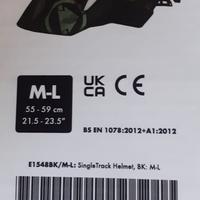 M-L
55 - 59 cm
21.5 - 23.5"
UK
CA CE
BS EN 1078:2012+A1:2012
E1548BK/M-L: SingleTrack Helmet, BK: M-L